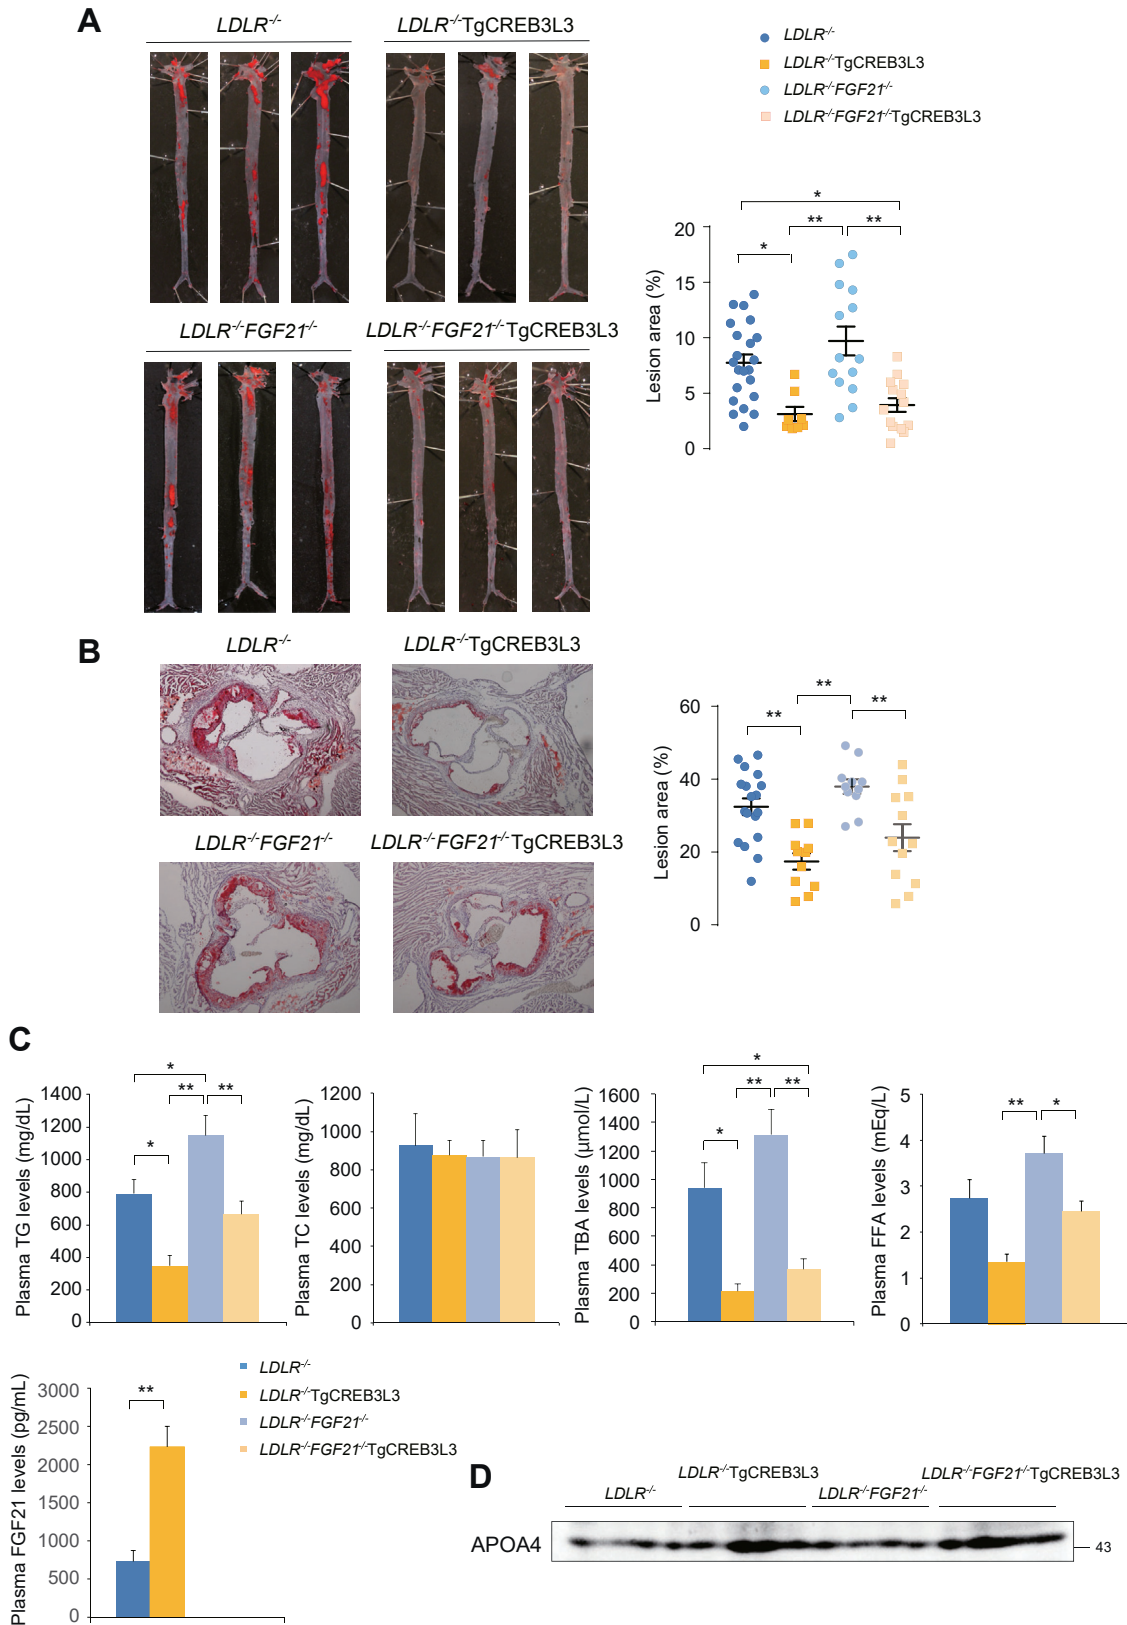 A
LDLR-/-
LDLR-/-TgCREB3L3
LDLR-/-
LDLR-/-TgCREB3L3
LDLR-/-FGF21-/-
LDLR-/-FGF21-/-TgCREB3L3
LDLR-/-FGF21-/-
LDLR-/-FGF21-/-TgCREB3L3
Lesion area (%)
20
15
10
5
0
*
**
**
*
B
LDLR-/-
LDLR-/-TgCREB3L3
LDLR-/-FGF21-/-
LDLR-/-FGF21-/-TgCREB3L3
Lesion area (%)
60
40
20
0
**
**
**
C
Plasma TG levels (mg/dL)
1400
1200
1000
800
600
400
200
0
*
**
**
*
Plasma TC levels (mg/dL)
1200
1000
800
600
400
200
0
Plasma TBA levels (µmol/L)
1600
1400
1200
1000
800
600
400
200
0
*
**
**
*
Plasma FFA levels (mEq/L)
5
4
3
2
1
0
**
*
Plasma FGF21 levels (pg/mL)
3000
2500
2000
1500
1000
500
0
**
LDLR-/-
LDLR-/-TgCREB3L3
LDLR-/-FGF21-/-
LDLR-/-FGF21-/-TgCREB3L3
D
LDLR-/-
LDLR-/-TgCREB3L3
LDLR-/-FGF21-/-
LDLR-/-FGF21-/-TgCREB3L3
APOA4
43